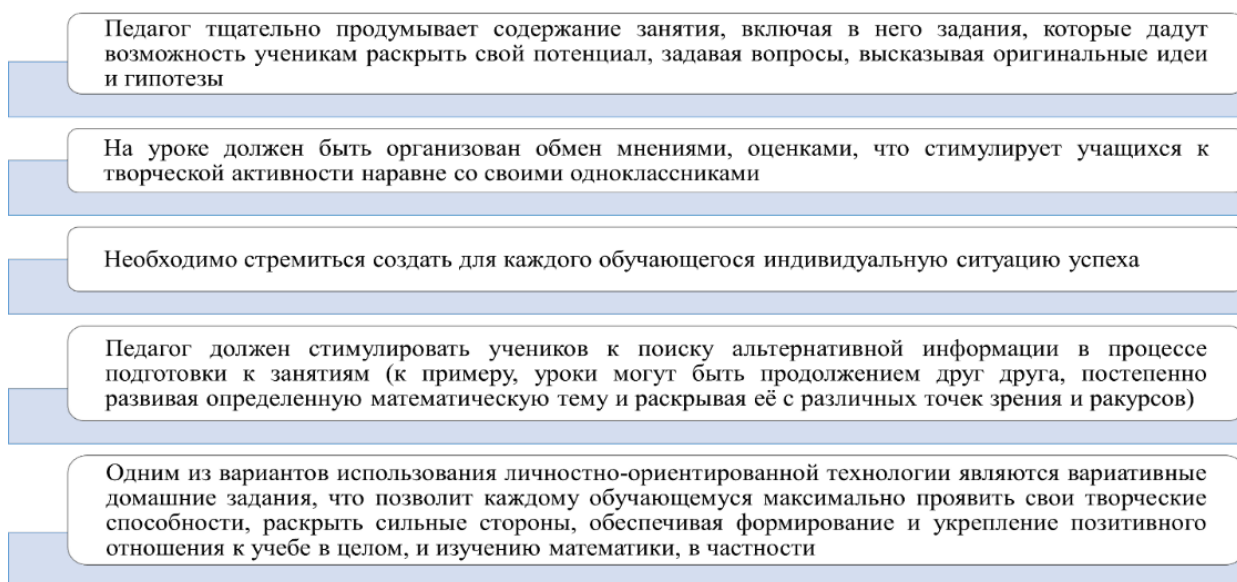 Педагог тщательно продумывает содержание занятия, включая в него задания, которые дадут
возможность ученикам раскрыть свой потенциал, задавая вопросы, высказывая оригинальные идеи
и гипотезы
На уроке должен быть организован обмен мнениями, оценками, что стимулирует учащихся к
творческой активности наравне со своими одноклассниками
Необходимо стремиться создать для каждого обучающегося индивидуальную ситуацию успеха
Педагог должен стимулировать учеников к поиску альтернативной информации в процессе
подготовки к занятиям (к примеру, уроки могут быть продолжением друг друга, постепенно
развивая определенную математическую тему и раскрывая её с различных точек зрения и ракурсов)
Одним из вариантов использования личностно-ориентированной технологии являются вариативные
домашние задания, что позволит каждому обучающемуся максимально проявить свои творческие
способности, раскрыть сильные стороны, обеспечивая формирование и укрепление позитивного
отношения к учебе в целом, и изучению математики, в частности